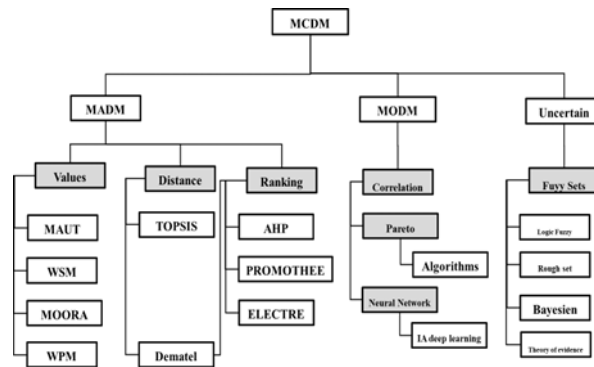 MCDM
MADM
MODM
Uncertain
Values
Distance
Ranking
Correlation
Fuyy Sets
MAUT
TOPSIS
AHP
Pareto
Logic Fuzzy
WSM
PROMOTHEE
Algorithms
Rough set
MOORA
ELECTRE
Neural Network
Bayesien
WPM
Dematel
IA deep learning
Theory of evidence